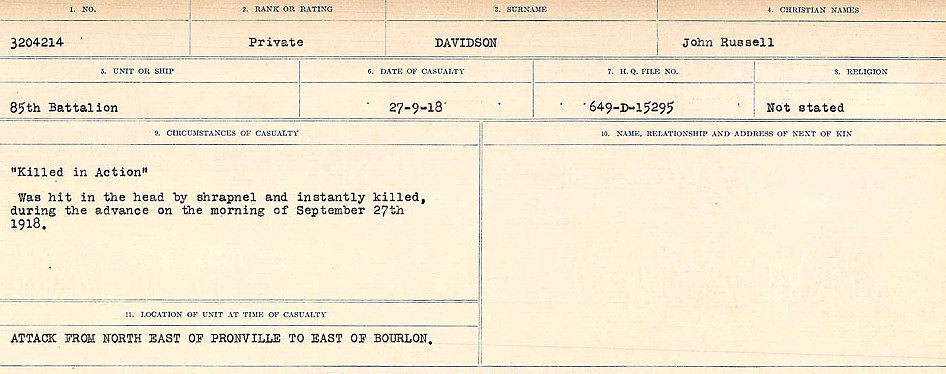 1. NO.
2. RANK OR RATING
3. SURNAME
4. CHRISTIAN NAMES
3204214
Private
DAVIDSON
John Russell
5. UNIT OR SHIP
6. DATE OF CASUALTY
7. H.Q. FILE NO.
8. RELIGION
85th Battalion
27-9-18
649-D-15295
Not stated
9. CIRCUMSTANCES OF CASUALTY
10. NAME, RELATIONSHIP AND ADDRESS OF NEXT OF KIN
"Killed in Action"
Was hit in the head by shrapnel and instantly killed,
during the advance on the morning of September 27th
1918.
11. LOCATION OF UNIT AT TIME OF CASUALTY
ATTACK FROM NORTH EAST OF PRONVILLE TO EAST OF BOURLON.